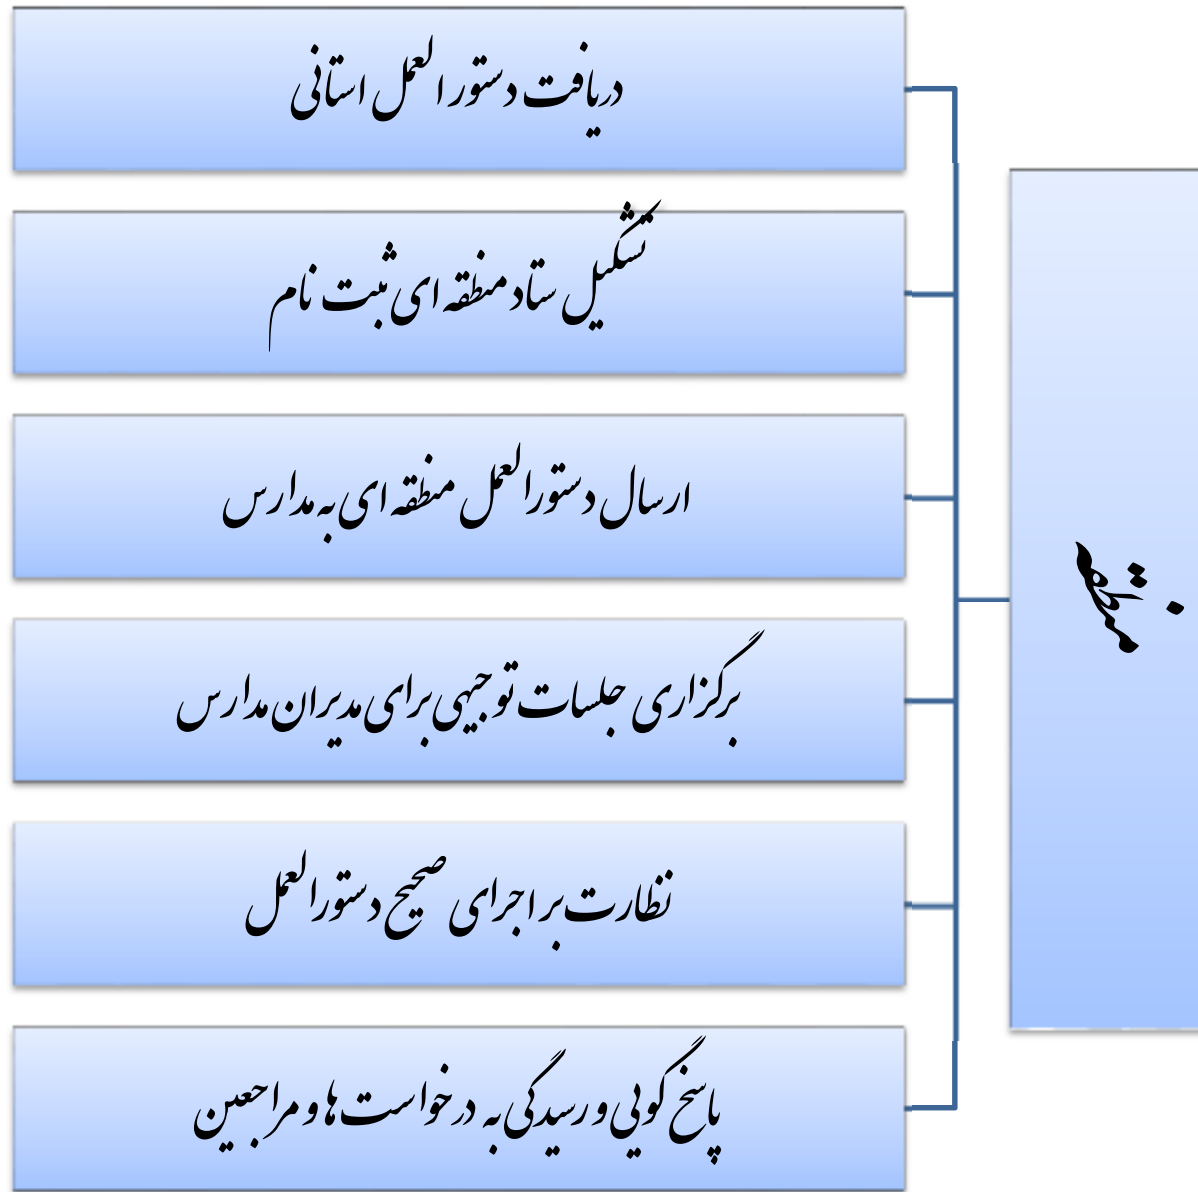 منطقه
دریافت دستورالعمل استانی
تشکیل ستاد منطقه ای ثبت نام
ارسال دستورالعمل منطقه ای به مدارس
برگزاری جلسات توجیهی برای مدیران مدارس
نظارت بر اجرای صحیح دستورالعمل
پاسخ گویی و رسیدگی به درخواست ها و مراجعین